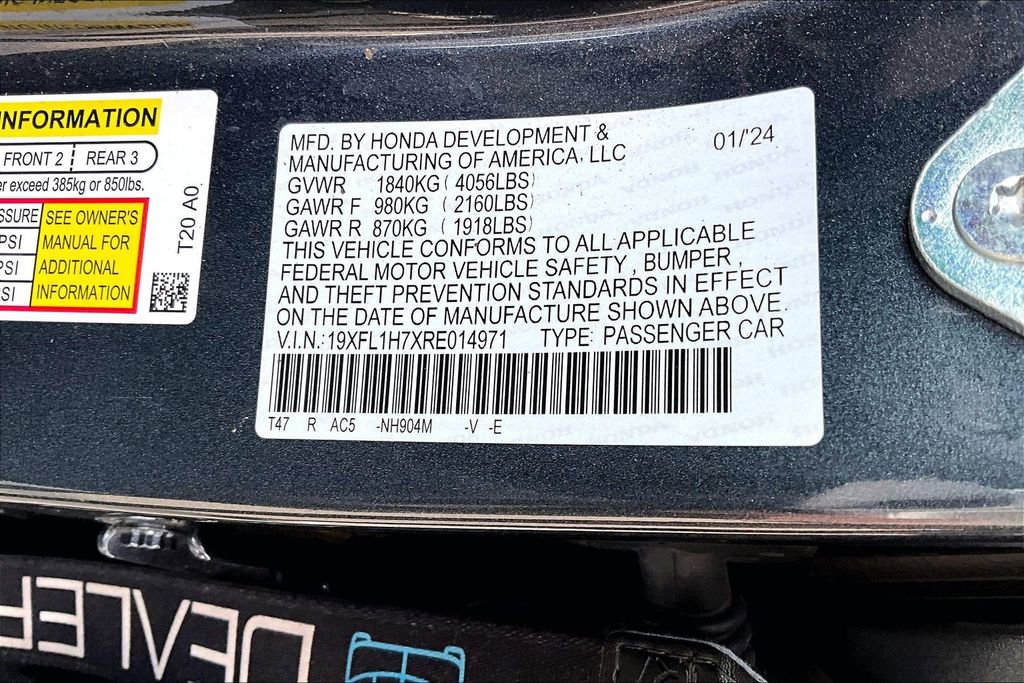 INFORMATION
FRONT 2 REAR 3
er exceed 385kg or 850lbs.
SSURE
PSI
PSI
SI
SEE OWNER'S
MANUAL FOR
ADDITIONAL
INFORMATION
T20 A0
MFD. BY HONDA DEVELOPMENT & 01/'24
MANUFACTURING OF AMERICA, LLC
GVWR 1840KG ( 4056LBS)
GAWR F 980KG ( 2160LBS)
GAWR R 870KG ( 1918LBS)
THIS VEHICLE CONFORMS TO ALL APPLICABLE
FEDERAL MOTOR VEHICLE SAFETY , BUMPER ,
AND THEFT PREVENTION STANDARDS IN EFFECT
ON THE DATE OF MANUFACTURE SHOWN ABOVE.
V.I.N.: 19XFL1H7XRE014971 TYPE: PASSENGER CAR
T47 R AC5 -NH904M -V -E
DEALER